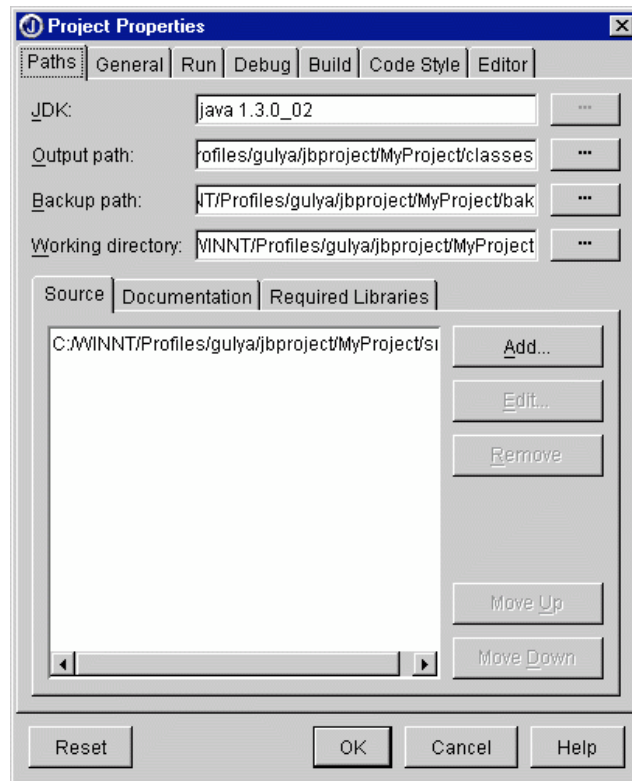 Project Properties
Paths General Run Debug Build Code Style Editor
JDK: java 1.3.0_02 ...
Output path: rofiles/gulya/jbproject/MyProject/classes ...
Backup path: NT/Profiles/gulya/jbproject/MyProject/bak ...
Working directory: WINNT/Profiles/gulya/jbproject/MyProject ...
Source Documentation Required Libraries
C:/WINNT/Profiles/gulya/jbproject/MyProject/sr
Add...
Edit...
Remove
Move Up
Move Down
Reset OK Cancel Help